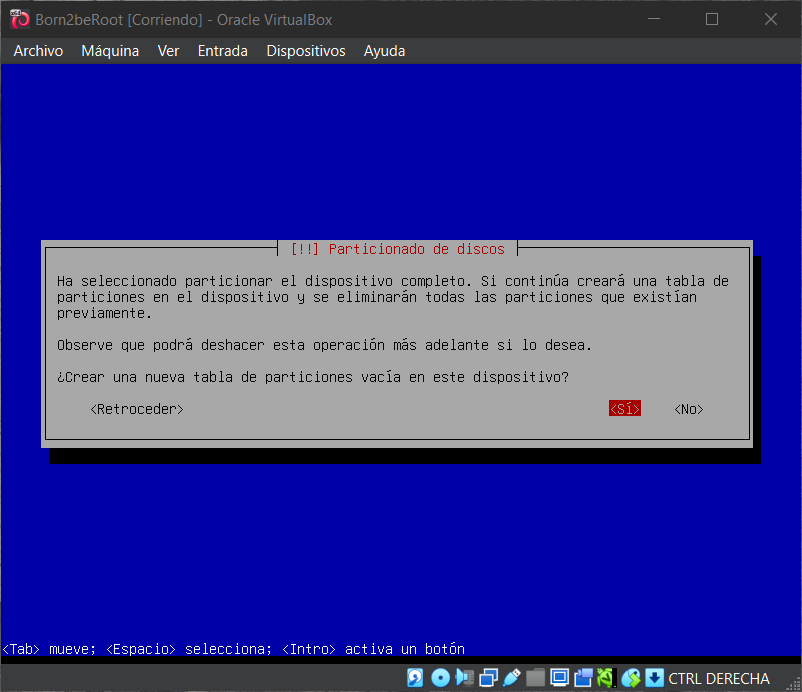 Born2beRoot [Corriendo] - Oracle VirtualBox
Archivo Máquina Ver Entrada Dispositivos Ayuda
[!!] Particionado de discos
Ha seleccionado particionar el dispositivo completo. Si continúa creará una tabla de
particiones en el dispositivo y se eliminarán todas las particiones que existían
previamente.
Observe que podrá deshacer esta operación más adelante si lo desea.
¿Crear una nueva tabla de particiones vacía en este dispositivo?
<Retroceder> <Sí> <No>
<Tab> mueve; <Espacio> selecciona; <Intro> activa un botón
CTRL DERECHA